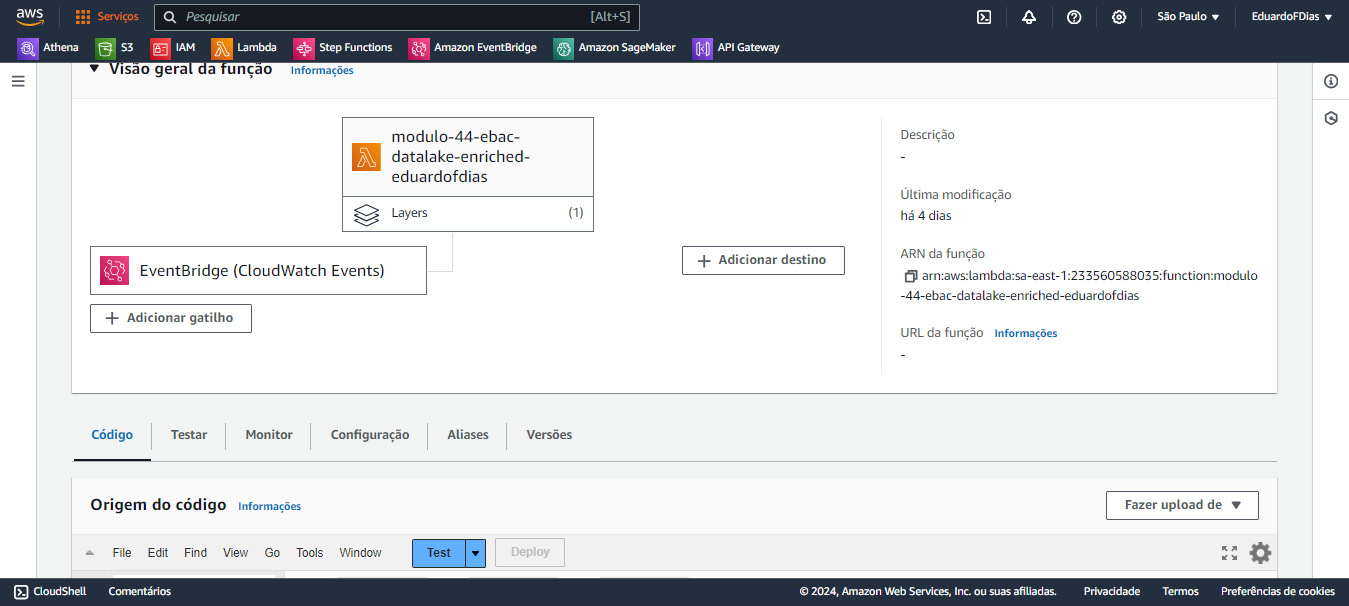 aws
Serviços
Pesquisar
[Alt+S]
São Paulo ▼
EduardoFDias ▼
Athena
S3
IAM
Lambda
Step Functions
Amazon EventBridge
Amazon SageMaker
API Gateway
▼ Visão geral da função
Informações
modulo-44-ebac-
datalake-enriched-
eduardofdias
Layers
(1)
EventBridge (CloudWatch Events)
+ Adicionar gatilho
+ Adicionar destino
Descrição
-
Última modificação
há 4 dias
ARN da função
arn:aws:lambda:sa-east-1:233560588035:function:modulo
-44-ebac-datalake-enriched-eduardofdias
URL da função
Informações
-
Código
Testar
Monitor
Configuração
Aliases
Versões
Origem do código
Informações
Fazer upload de ▼
File
Edit
Find
View
Go
Tools
Window
Test
Deploy
CloudShell
Comentários
© 2024, Amazon Web Services, Inc. ou suas afiliadas.
Privacidade
Termos
Preferências de cookies